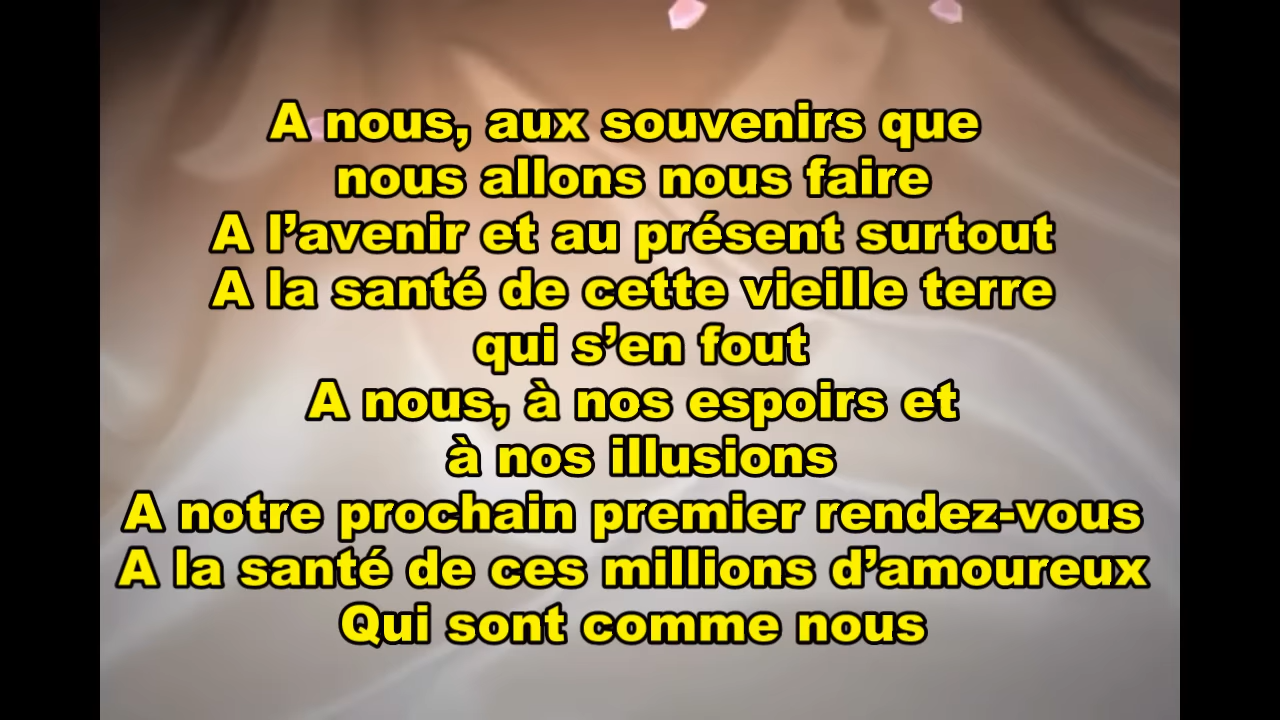 A nous, aux souvenirs que
nous allons nous faire
A l’avenir et au présent surtout
A la santé de cette vieille terre
qui s’en fout
A nous, à nos espoirs et
à nos illusions
A notre prochain premier rendez-vous
A la santé de ces millions d’amoureux
Qui sont comme nous